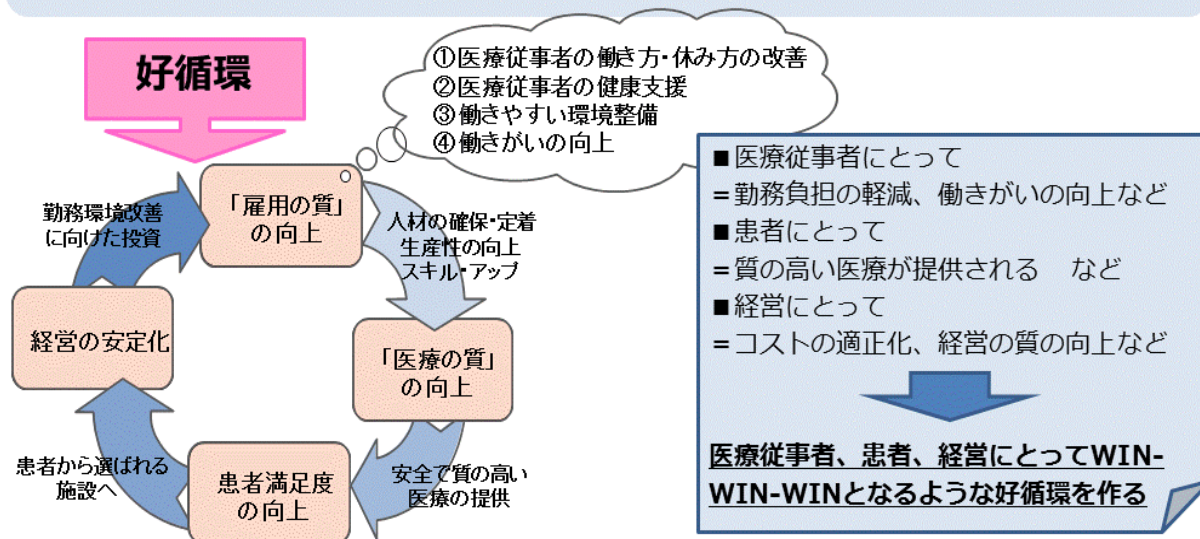 好循環
①医療従事者の働き方・休み方の改善
②医療従事者の健康支援
③働きやすい環境整備
④働きがいの向上
「雇用の質」
の向上
人材の確保・定着
生産性の向上
スキル・アップ
「医療の質」
の向上
安全で質の高い
医療の提供
患者満足度
の向上
患者から選ばれる
施設へ
経営の安定化
勤務環境改善
に向けた投資
■医療従事者にとって
=勤務負担の軽減、働きがいの向上など
■患者にとって
=質の高い医療が提供される　など
■経営にとって
=コストの適正化、経営の質の向上など
医療従事者、患者、経営にとってWIN-
WIN-WINとなるような好循環を作る